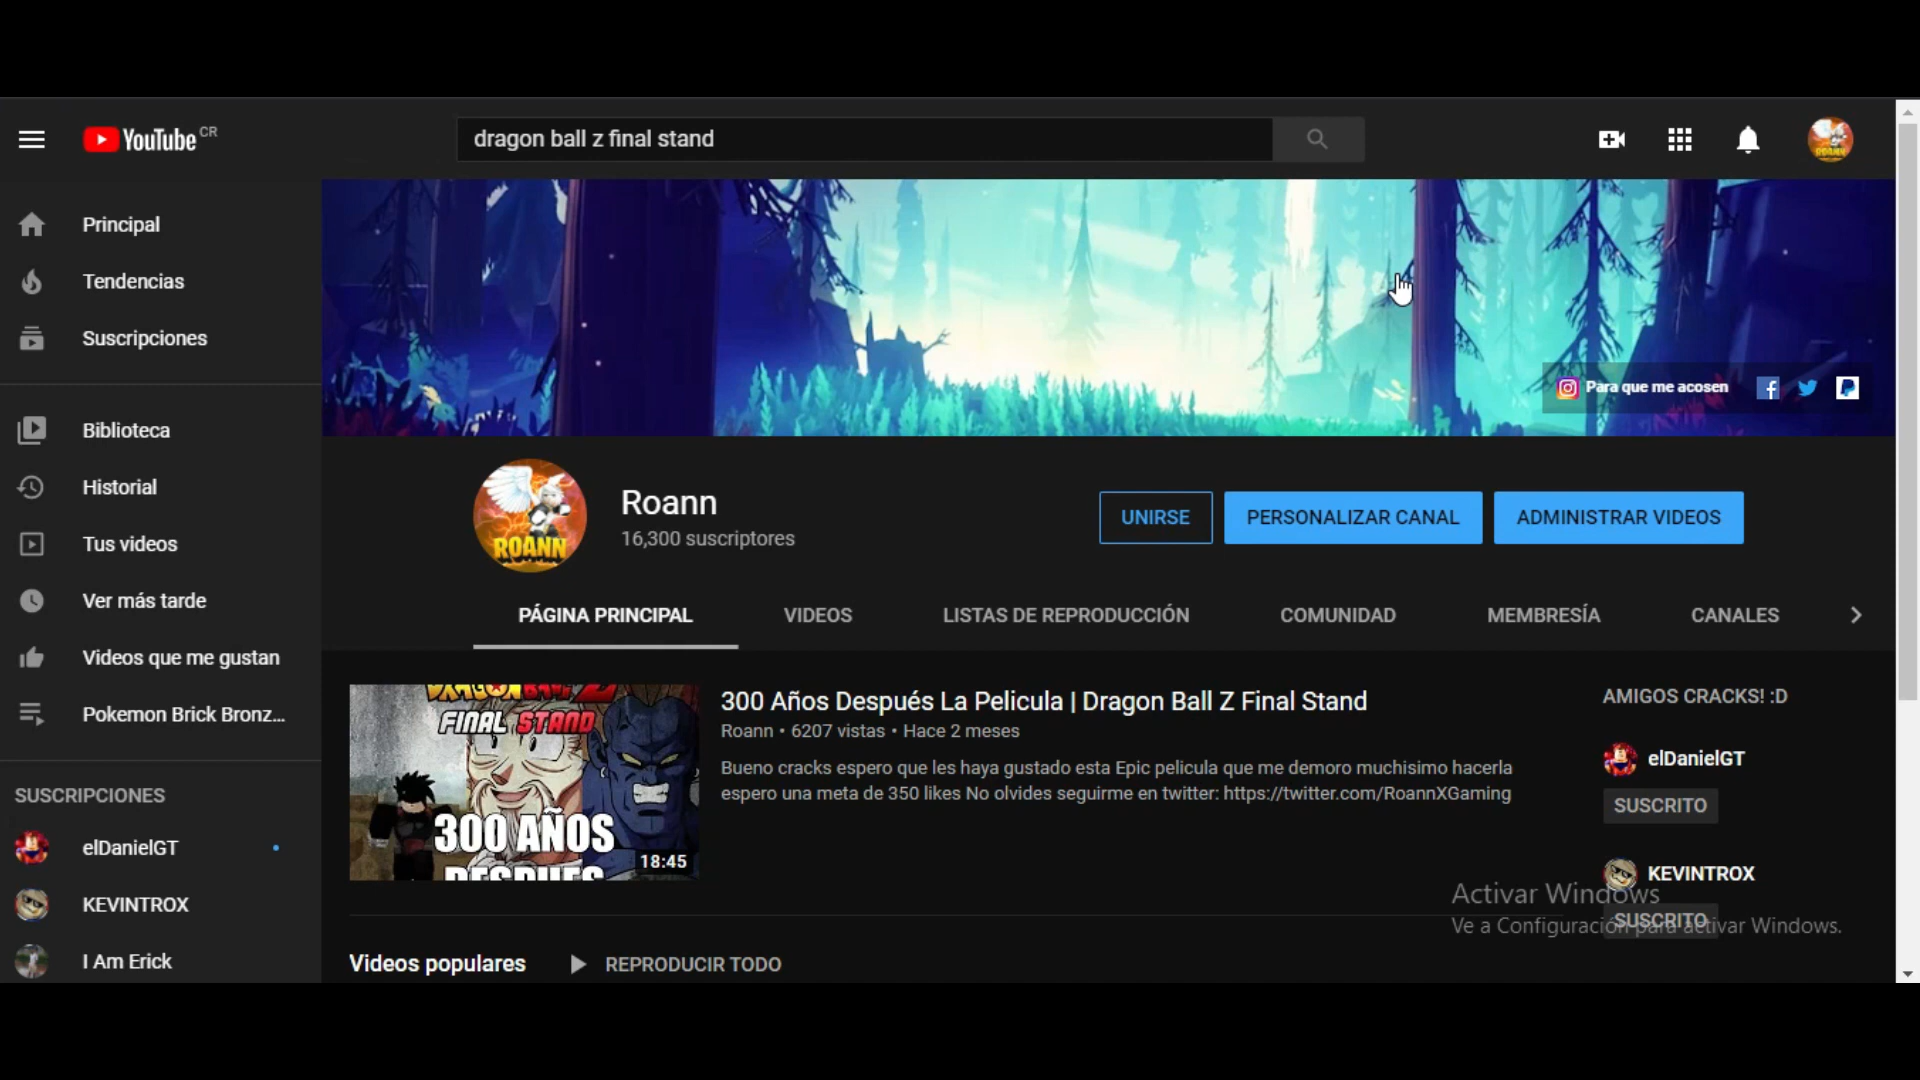 YouTube CR
dragon ball z final stand
Principal
Tendencias
Suscripciones
Biblioteca
Historial
Tus videos
Ver más tarde
Videos que me gustan
Pokemon Brick Bronz...
SUSCRIPCIONES
elDanielGT
KEVINTROX
I Am Erick
Para que me acosen
ROANN
Roann
16,300 suscriptores
UNIRSE
PERSONALIZAR CANAL
ADMINISTRAR VIDEOS
PÁGINA PRINCIPAL
VIDEOS
LISTAS DE REPRODUCCIÓN
COMUNIDAD
MEMBRESÍA
CANALES
DRAGON BALL Z
FINAL STAND
300 AÑOS
DESPUES
18:45
300 Años Después La Pelicula | Dragon Ball Z Final Stand
Roann • 6207 vistas • Hace 2 meses
Bueno cracks espero que les haya gustado esta Epic pelicula que me demoro muchisimo hacerla
espero una meta de 350 likes No olvides seguirme en twitter: https://twitter.com/RoannXGaming
AMIGOS CRACKS! :D
elDanielGT
SUSCRITO
KEVINTROX
SUSCRITO
Activar Windows
Ve a Configuración para activar Windows.
Videos populares
REPRODUCIR TODO